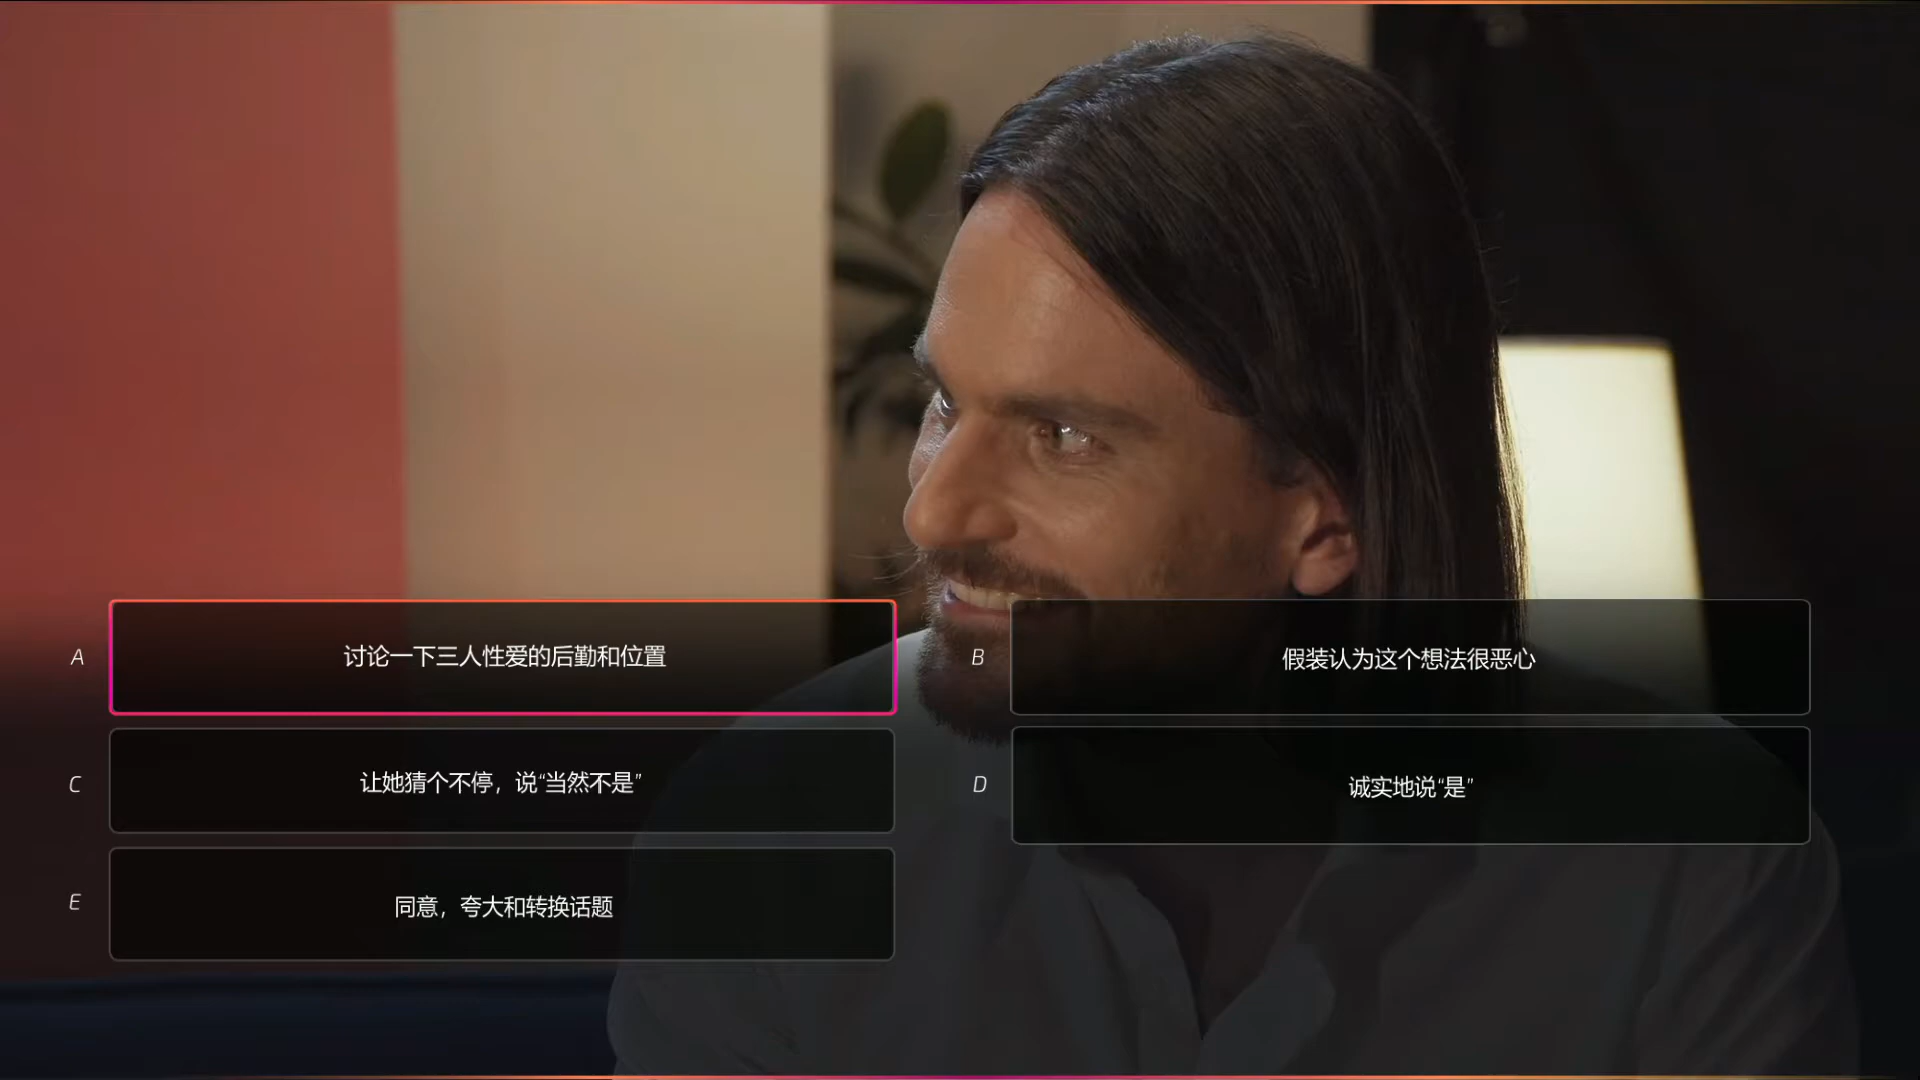 A
讨论一下三人性爱的后勤和位置
B
假装认为这个想法很恶心
C
让她猜个不停，说“当然不是”
D
诚实地说“是”
E
同意，夸大和转换话题